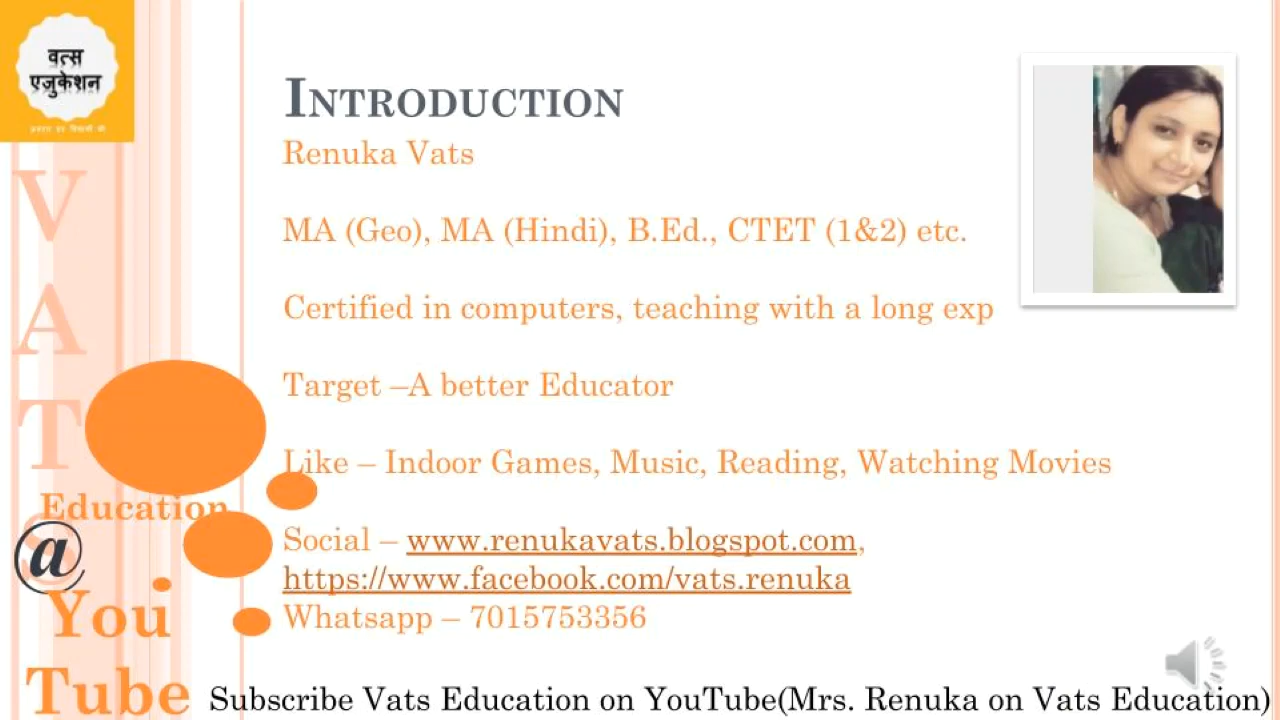 वत्स
एजुकेशन
INTRODUCTION
Renuka Vats
MA (Geo), MA (Hindi), B.Ed., CTET (1&2) etc.
Certified in computers, teaching with a long exp
Target –A better Educator
Like – Indoor Games, Music, Reading, Watching Movies
Social – www.renukavats.blogspot.com,
https://www.facebook.com/vats.renuka
Whatsapp – 7015753356
VATS
Education
@
You
Tube
Subscribe Vats Education on YouTube(Mrs. Renuka on Vats Education)